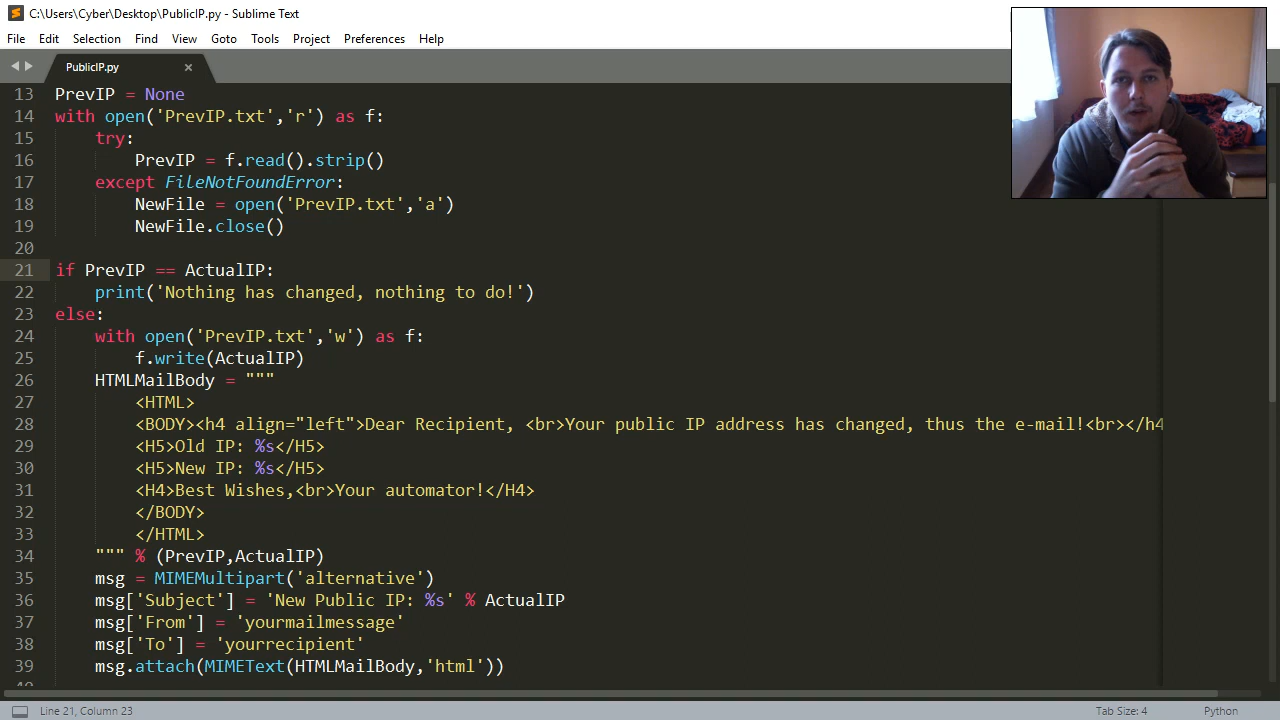 C:\Users\Cyber\Desktop\PublicIP.py - Sublime Text
File Edit Selection Find View Goto Tools Project Preferences Help
PublicIP.py ×
13 PrevIP = None
14 with open('PrevIP.txt','r') as f:
15 try:
16 PrevIP = f.read().strip()
17 except FileNotFoundError:
18 NewFile = open('PrevIP.txt','a')
19 NewFile.close()
20
21 if PrevIP == ActualIP:
22 print('Nothing has changed, nothing to do!')
23 else:
24 with open('PrevIP.txt','w') as f:
25 f.write(ActualIP)
26 HTMLMailBody = """
27 <HTML>
28 <BODY><h4 align="left">Dear Recipient, <br>Your public IP address has changed, thus the e-mail!<br></h4
29 <H5>Old IP: %s</H5>
30 <H5>New IP: %s</H5>
31 <H4>Best Wishes,<br>Your automator!</H4>
32 </BODY>
33 </HTML>
34 """ % (PrevIP,ActualIP)
35 msg = MIMEMultipart('alternative')
36 msg['Subject'] = 'New Public IP: %s' % ActualIP
37 msg['From'] = 'yourmailmessage'
38 msg['To'] = 'yourrecipient'
39 msg.attach(MIMEText(HTMLMailBody,'html'))
Line 21, Column 23 Tab Size: 4 Python